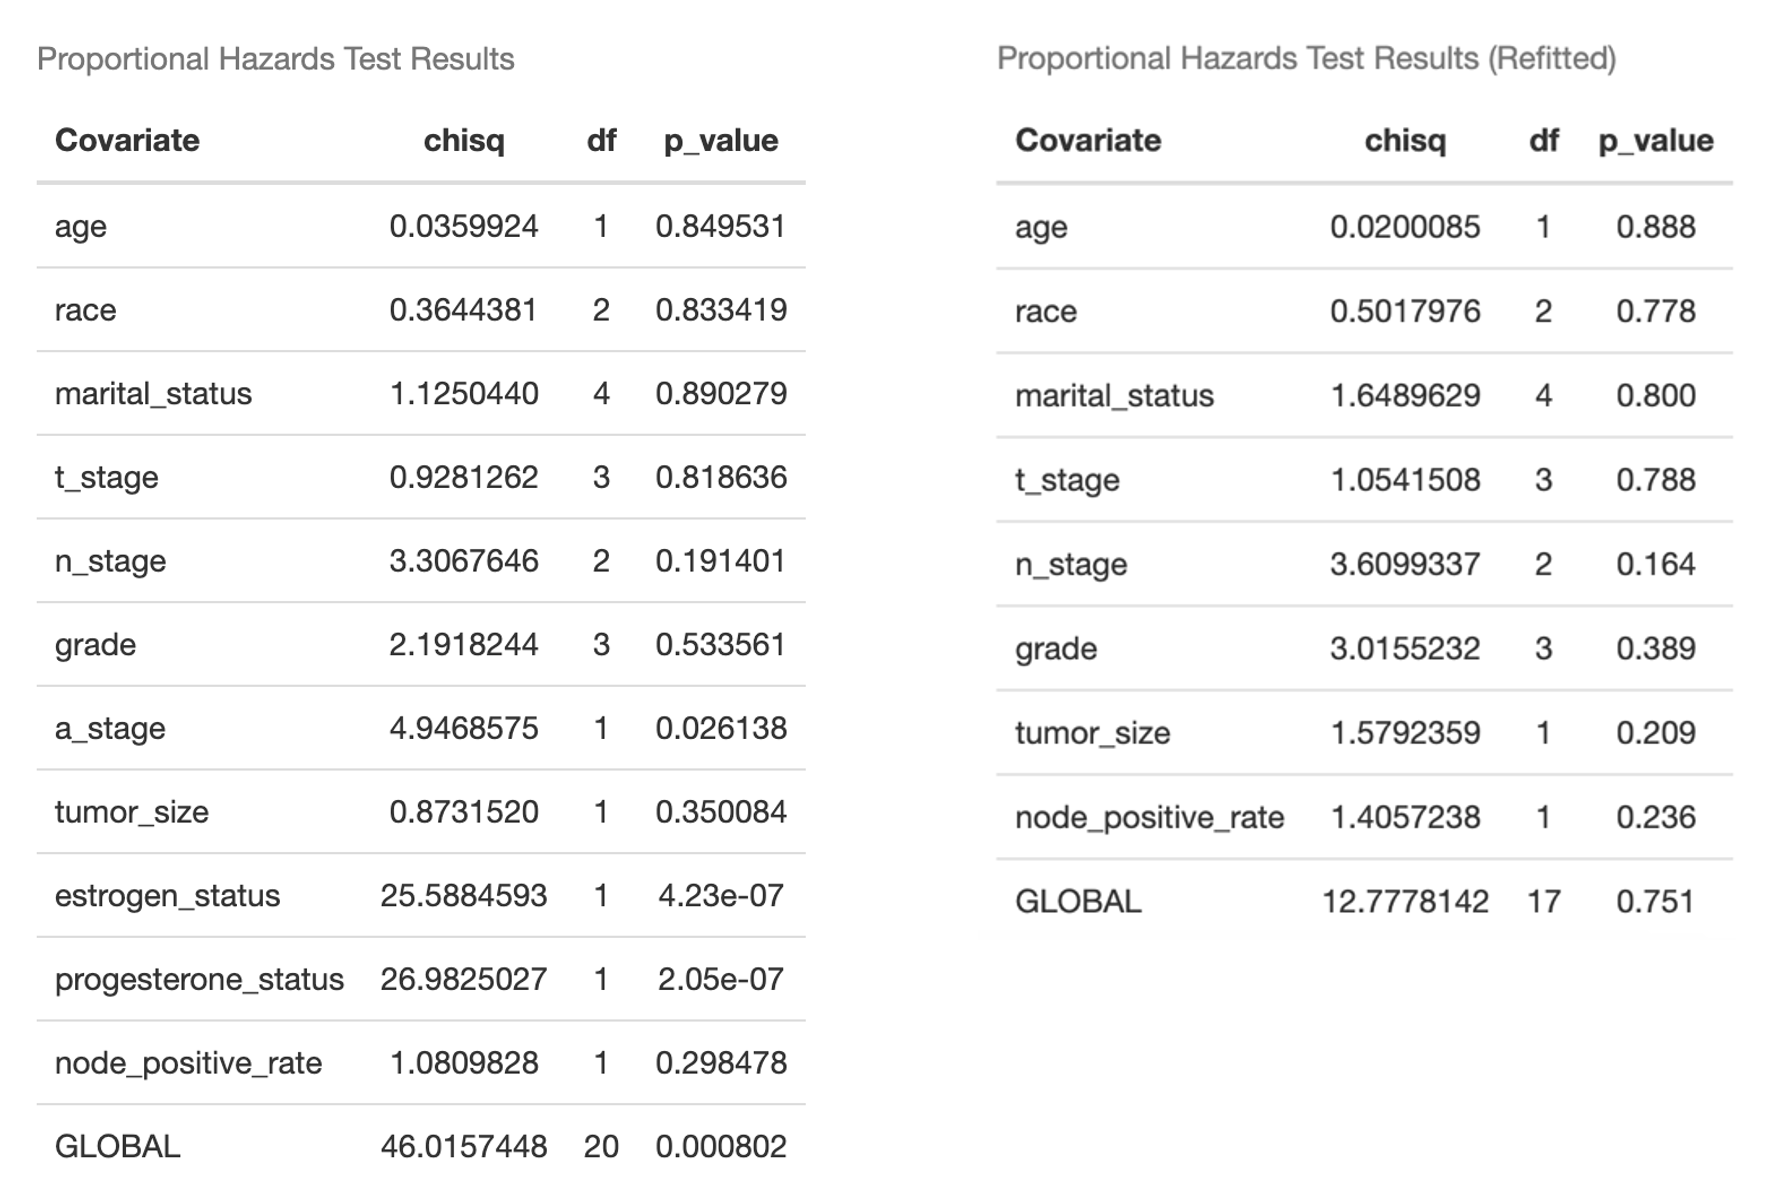 Proportional Hazards Test Results
Covariate chisq df p_value
age 0.0359924 1 0.849531
race 0.3644381 2 0.833419
marital_status 1.1250440 4 0.890279
t_stage 0.9281262 3 0.818636
n_stage 3.3067646 2 0.191401
grade 2.1918244 3 0.533561
a_stage 4.9468575 1 0.026138
tumor_size 0.8731520 1 0.350084
estrogen_status 25.5884593 1 4.23e-07
progesterone_status 26.9825027 1 2.05e-07
node_positive_rate 1.0809828 1 0.298478
GLOBAL 46.0157448 20 0.000802
Proportional Hazards Test Results (Refitted)
Covariate chisq df p_value
age 0.0200085 1 0.888
race 0.5017976 2 0.778
marital_status 1.6489629 4 0.800
t_stage 1.0541508 3 0.788
n_stage 3.6099337 2 0.164
grade 3.0155232 3 0.389
tumor_size 1.5792359 1 0.209
node_positive_rate 1.4057238 1 0.236
GLOBAL 12.7778142 17 0.751